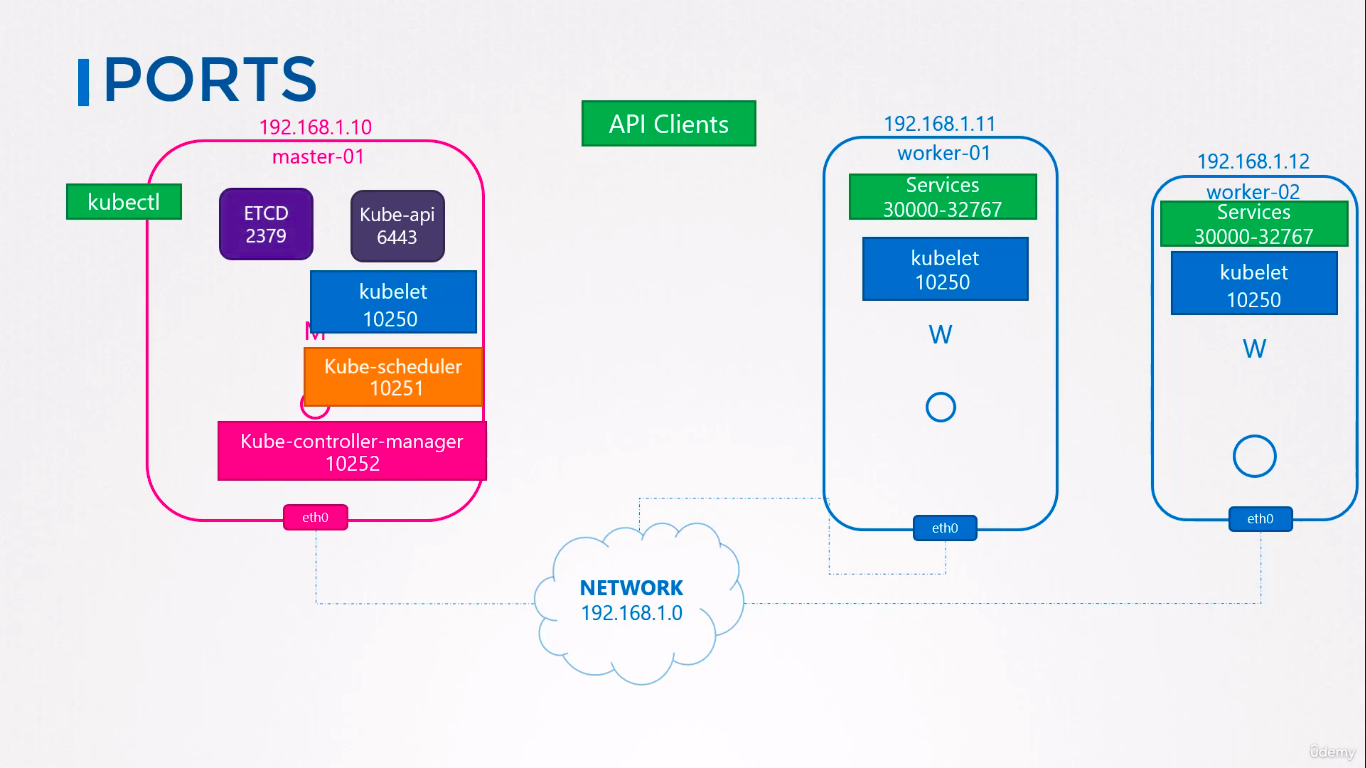 PORTS
API Clients
192.168.1.10
master-01
kubectl
ETCD
2379
Kube-api
6443
kubelet
10250
M
Kube-scheduler
10251
Kube-controller-manager
10252
eth0
192.168.1.11
worker-01
Services
30000-32767
kubelet
10250
W
eth0
192.168.1.12
worker-02
Services
30000-32767
kubelet
10250
W
eth0
NETWORK
192.168.1.0
ûdemy